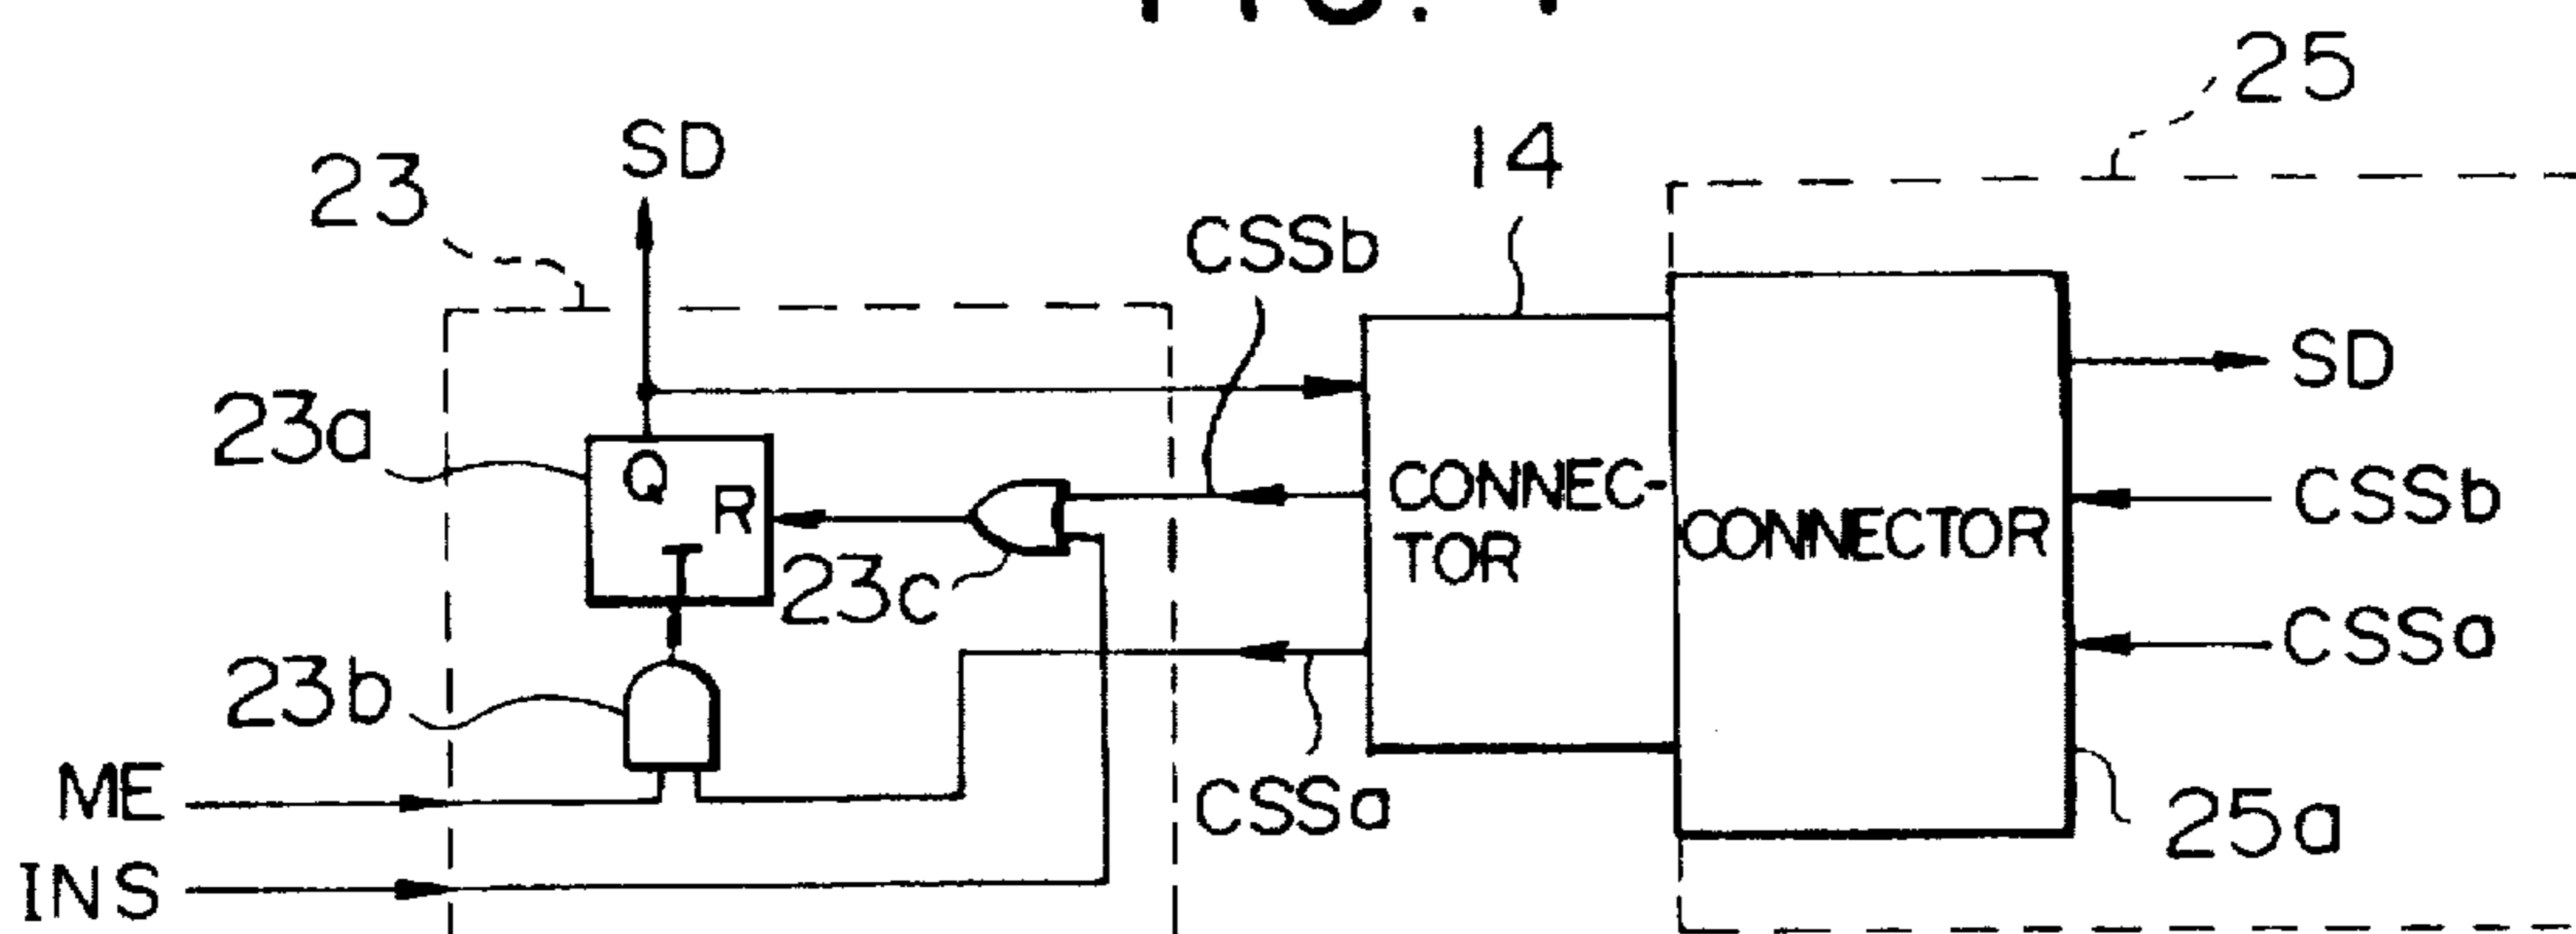 25
SD
14
23
CSSb
SD
23a
Q
R
CONNEC-
TOR
CONNECTOR
CSSb
T
23c
CSSa
23b
ME
CSSa
25a
INS